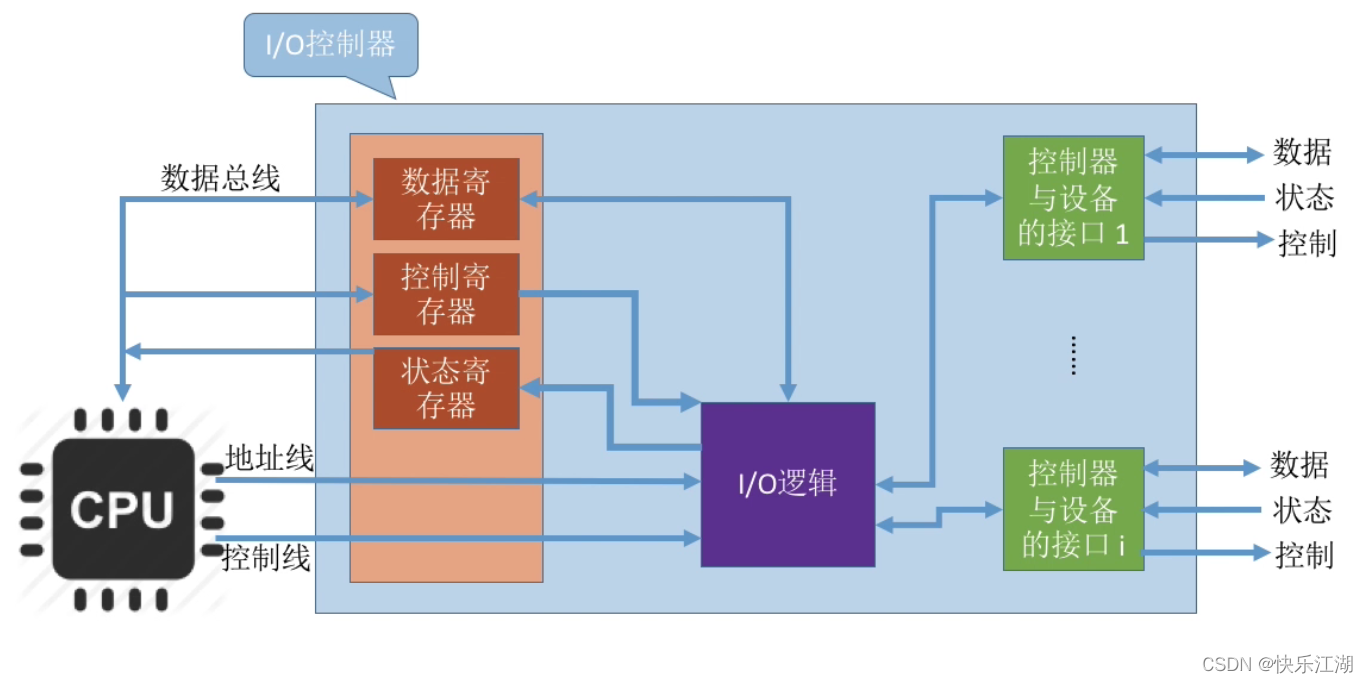 I/O控制器
数据总线
数据寄
存器
控制寄
存器
状态寄
存器
地址线
CPU
控制线
I/O逻辑
控制器
与设备
的接口 1
数据
状态
控制
控制器
与设备
的接口 i
数据
状态
控制
CSDN @快乐江湖